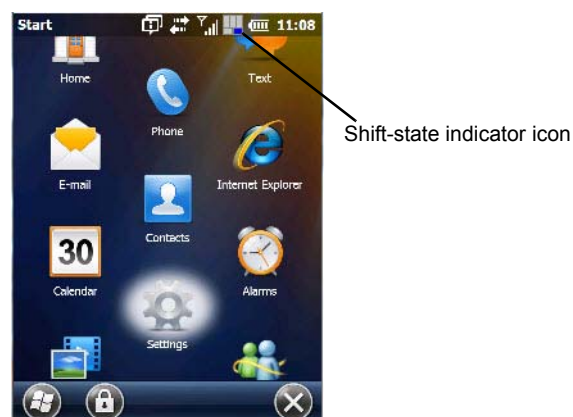 Start 11:08
Home
Text
Phone
Shift-state indicator icon
E-mail
Internet Explorer
Contacts
30
Calendar
Alarms
Settings